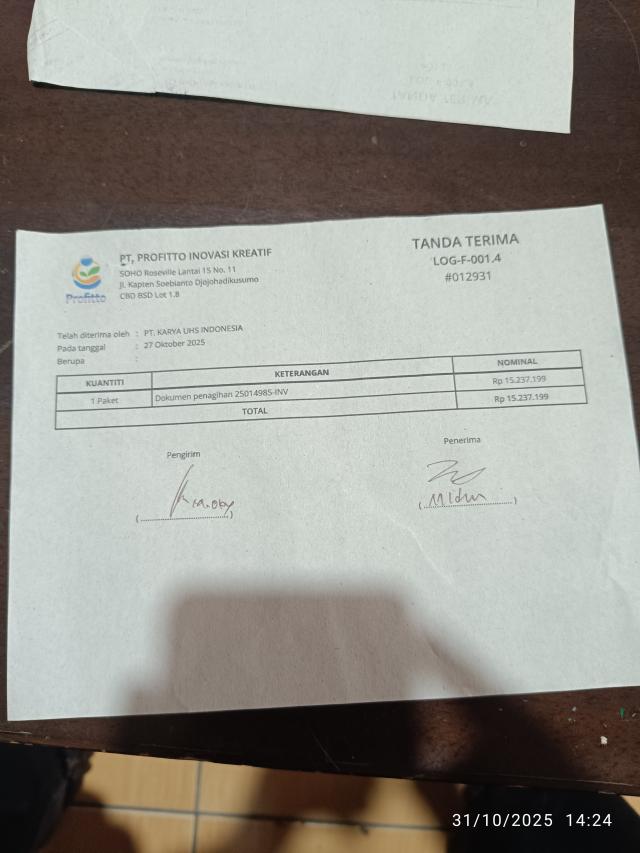 PT. PROFITTO INOVASI KREATIF
SOHO Roseville Lantai 15 No. 11
Jl. Kapten Soebianto Djojohadikusumo
CBD BSD Lot 1.8
Profitto
TANDA TERIMA
LOG-F-001.4
#012931
Telah diterima oleh : PT. KARYA UHS INDONESIA
Pada tanggal : 27 Oktober 2025
Berupa :
KUANTITI KETERANGAN NOMINAL
1 Paket Dokumen penagihan 25014985-INV Rp 15.237.199
TOTAL Rp 15.237.199
Pengirim Penerima
31/10/2025 14:24